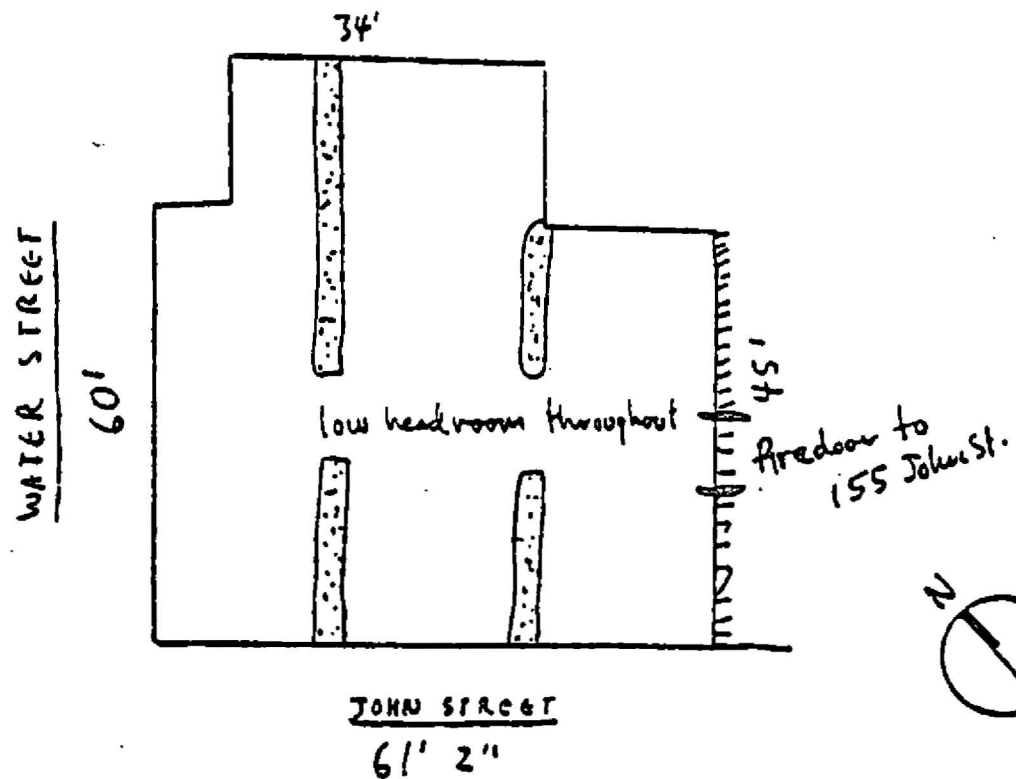 34'
WATER STREET
60'
low headroom throughout
45'
Firedoor to
155 John St.
N
JOHN STREET
61' 2"